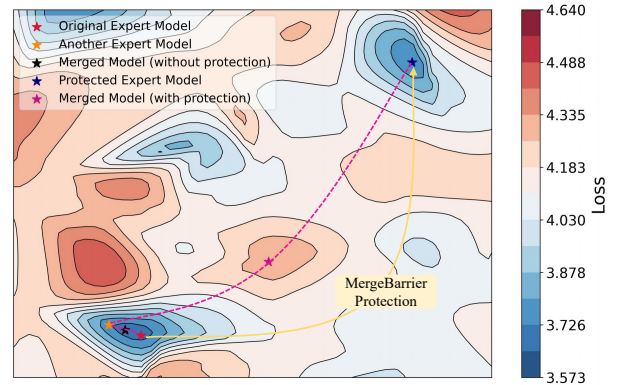 Original Expert Model
Another Expert Model
Merged Model (without protection)
Protected Expert Model
Merged Model (with protection)
MergeBarrier
Protection
4.640
4.488
4.335
4.183
4.030
3.878
3.726
3.573
Loss